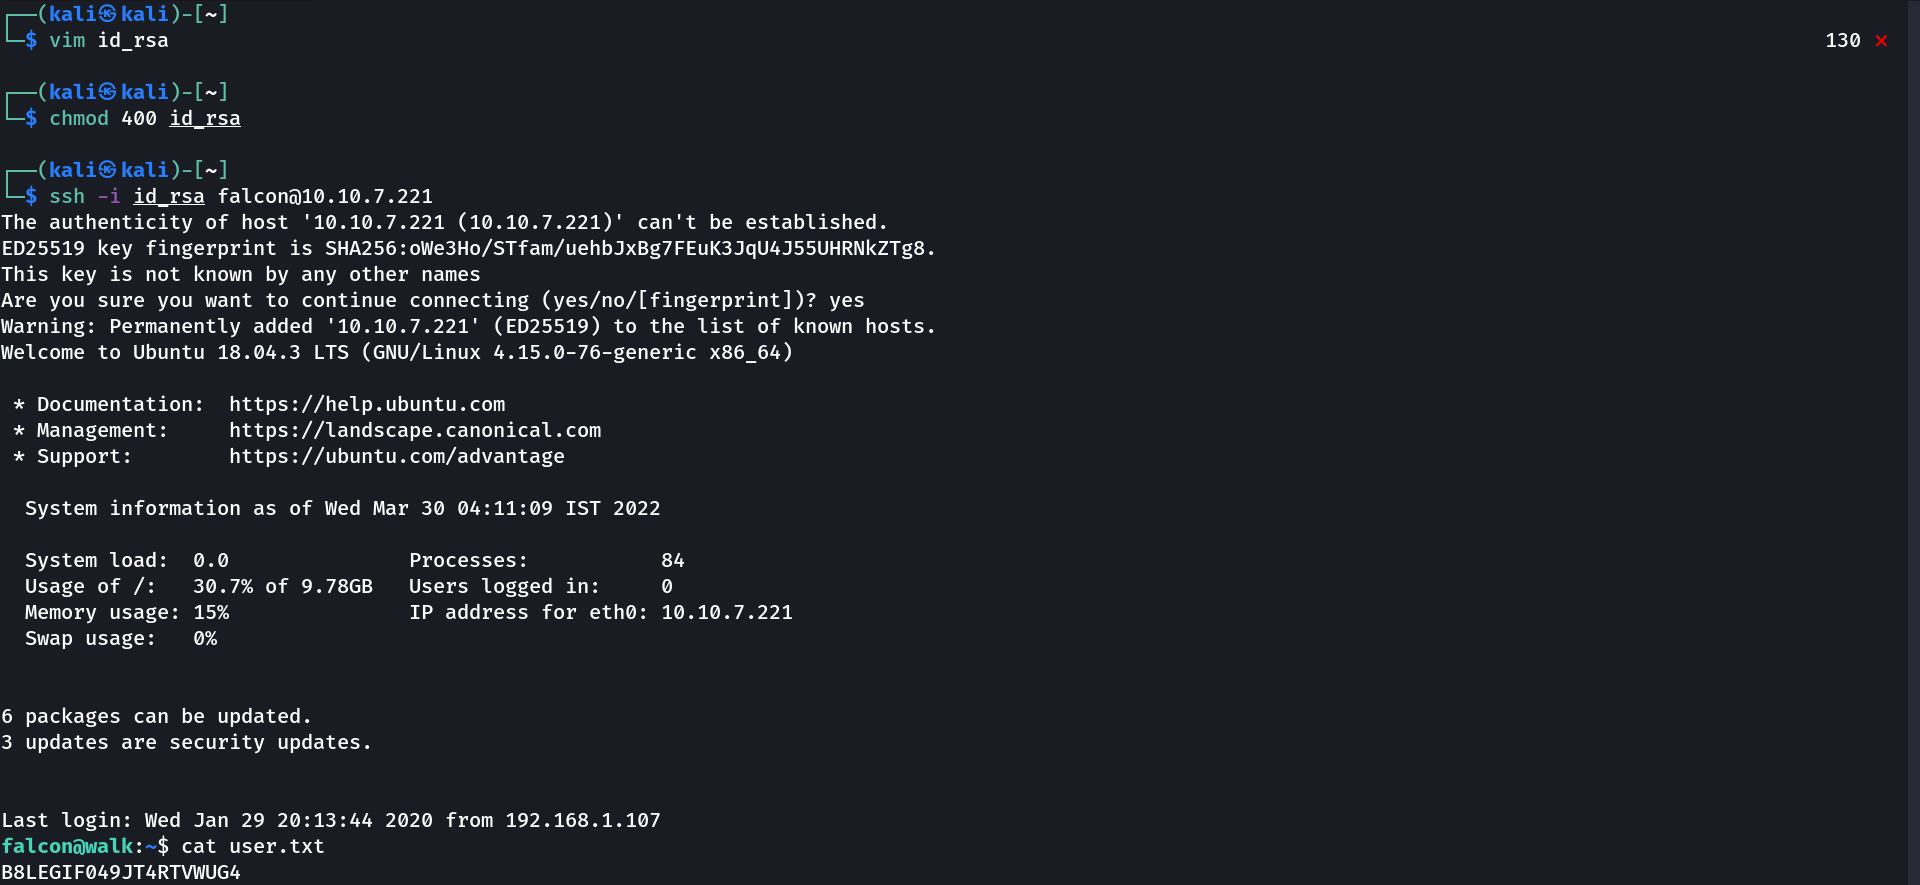 ┌──(kali㉿kali)-[~]
└─$ vim id_rsa 130 ⨯
┌──(kali㉿kali)-[~]
└─$ chmod 400 id_rsa
┌──(kali㉿kali)-[~]
└─$ ssh -i id_rsa falcon@10.10.7.221
The authenticity of host '10.10.7.221 (10.10.7.221)' can't be established.
ED25519 key fingerprint is SHA256:oWe3Ho/STfam/uehbJxBg7FEuK3JqU4J55UHRNkZTg8.
This key is not known by any other names
Are you sure you want to continue connecting (yes/no/[fingerprint])? yes
Warning: Permanently added '10.10.7.221' (ED25519) to the list of known hosts.
Welcome to Ubuntu 18.04.3 LTS (GNU/Linux 4.15.0-76-generic x86_64)
* Documentation:  https://help.ubuntu.com
* Management:     https://landscape.canonical.com
* Support:        https://ubuntu.com/advantage
System information as of Wed Mar 30 04:11:09 IST 2022
System load:  0.0               Processes:           84
Usage of /:   30.7% of 9.78GB   Users logged in:     0
Memory usage: 15%               IP address for eth0: 10.10.7.221
Swap usage:   0%
6 packages can be updated.
3 updates are security updates.
Last login: Wed Jan 29 20:13:44 2020 from 192.168.1.107
falcon@walk:~$ cat user.txt
B8LEGIF049JT4RTVWUG4